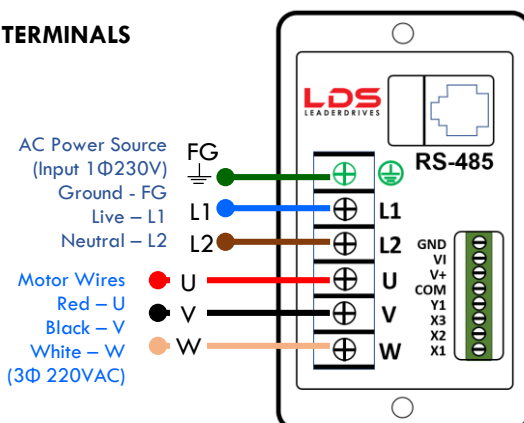 TERMINALS
LDS
LEADERDRIVES
RS-485
AC Power Source
(Input 1Φ230V)
Ground - FG
Live – L1
Neutral – L2
FG
L1
L2
Motor Wires
Red – U
Black – V
White – W
(3Φ 220VAC)
U
V
W
L1
L2
U
V
W
GND
VI
V+
COM
Y1
X3
X2
X1